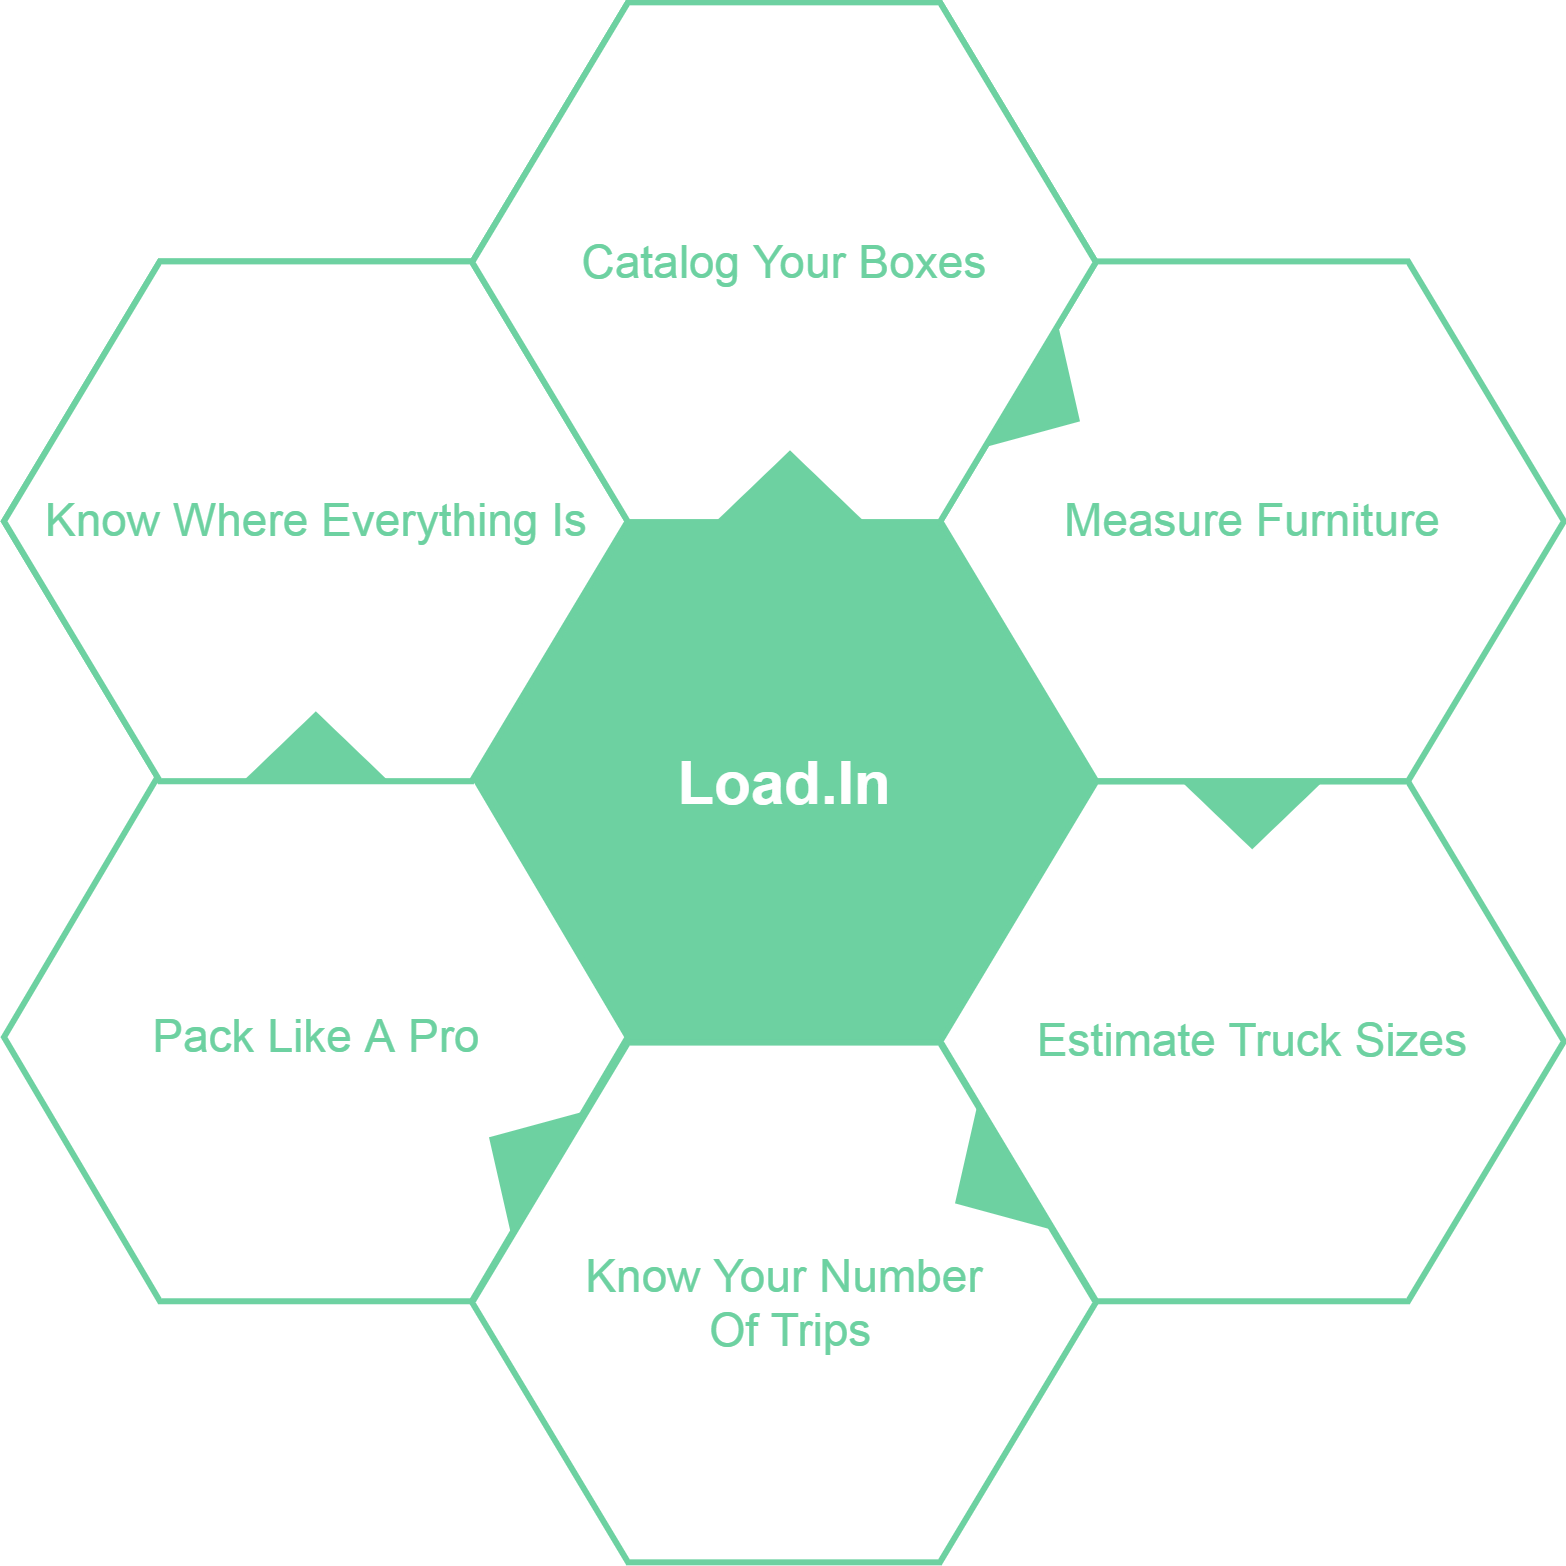 Catalog Your Boxes
Know Where Everything Is
Measure Furniture
Load.In
Pack Like A Pro
Estimate Truck Sizes
Know Your Number
Of Trips